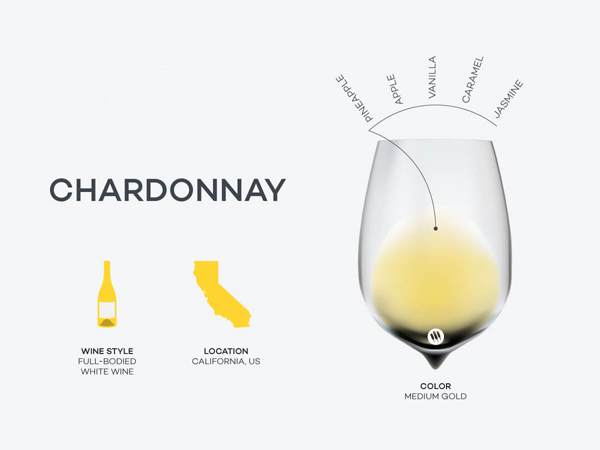 PINEAPPLE
APPLE
VANILLA
CARAMEL
JASMINE
CHARDONNAY
WINE STYLE
FULL-BODIED
WHITE WINE
LOCATION
CALIFORNIA, US
COLOR
MEDIUM GOLD